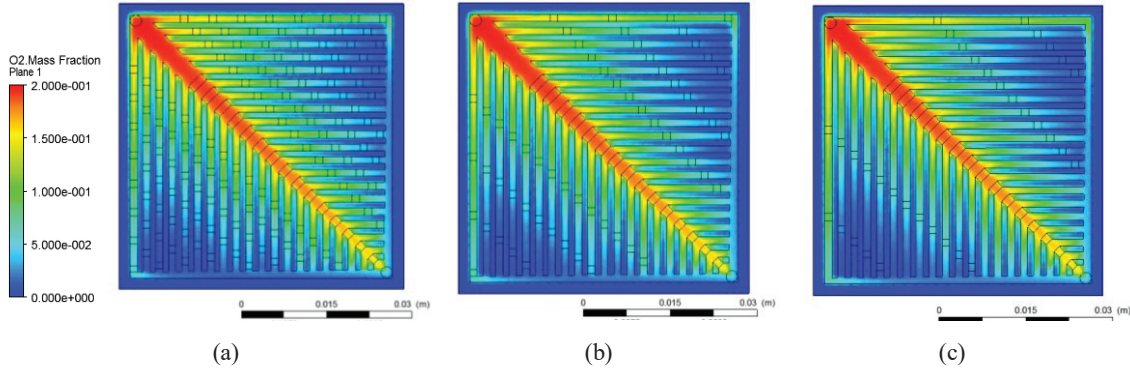 O2.Mass Fraction
Plane 1
2.000e-001
1.500e-001
1.000e-001
5.000e-002
0.000e+000
0 0.015 0.03 (m)
0 0.015 0.03 (m)
0 0.015 0.03 (m)
(a) (b) (c)